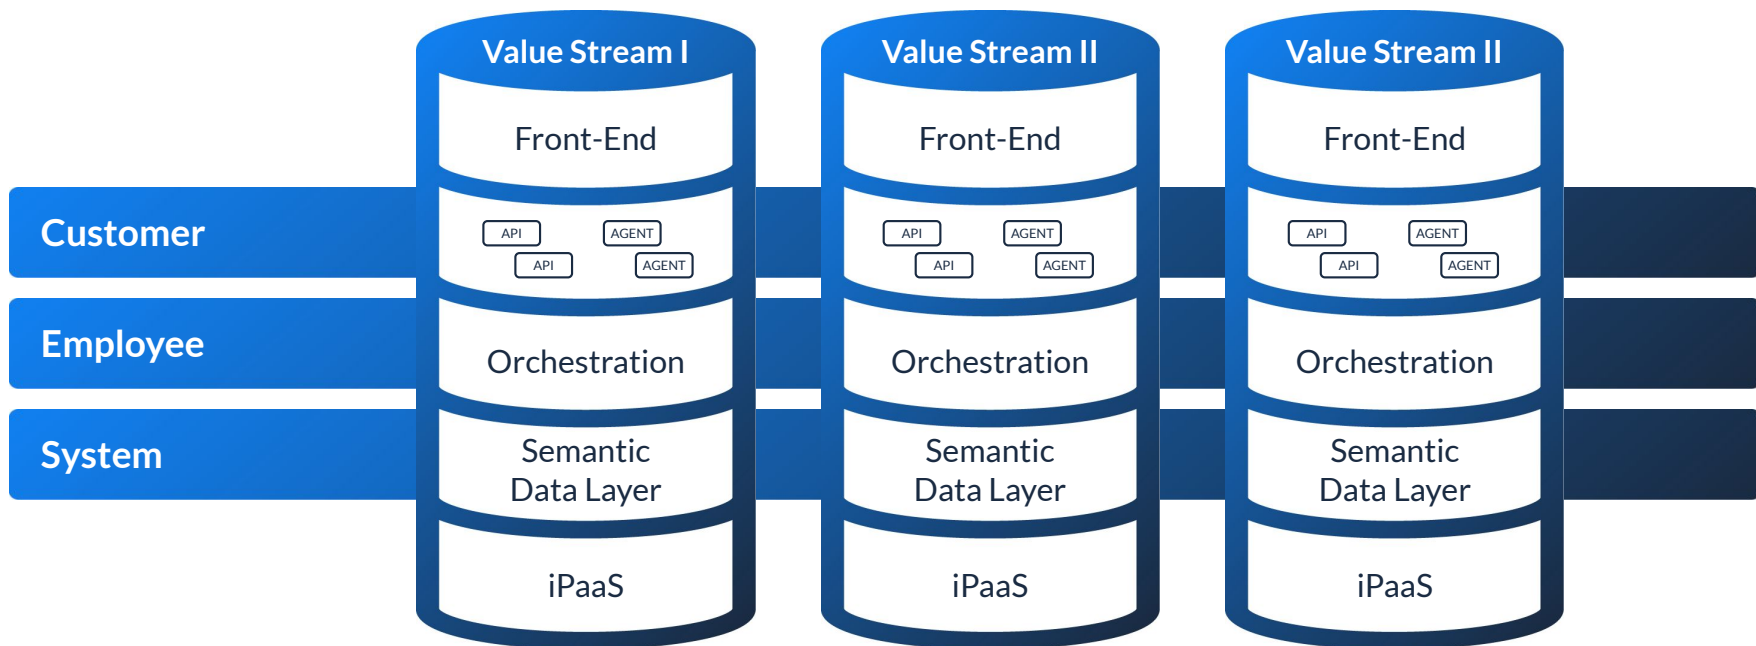 Value Stream I
Value Stream II
Value Stream II
Front-End
Front-End
Front-End
Customer
API
AGENT
API
AGENT
API
AGENT
API
AGENT
API
AGENT
API
AGENT
Employee
Orchestration
Orchestration
Orchestration
System
Semantic
Data Layer
Semantic
Data Layer
Semantic
Data Layer
iPaaS
iPaaS
iPaaS